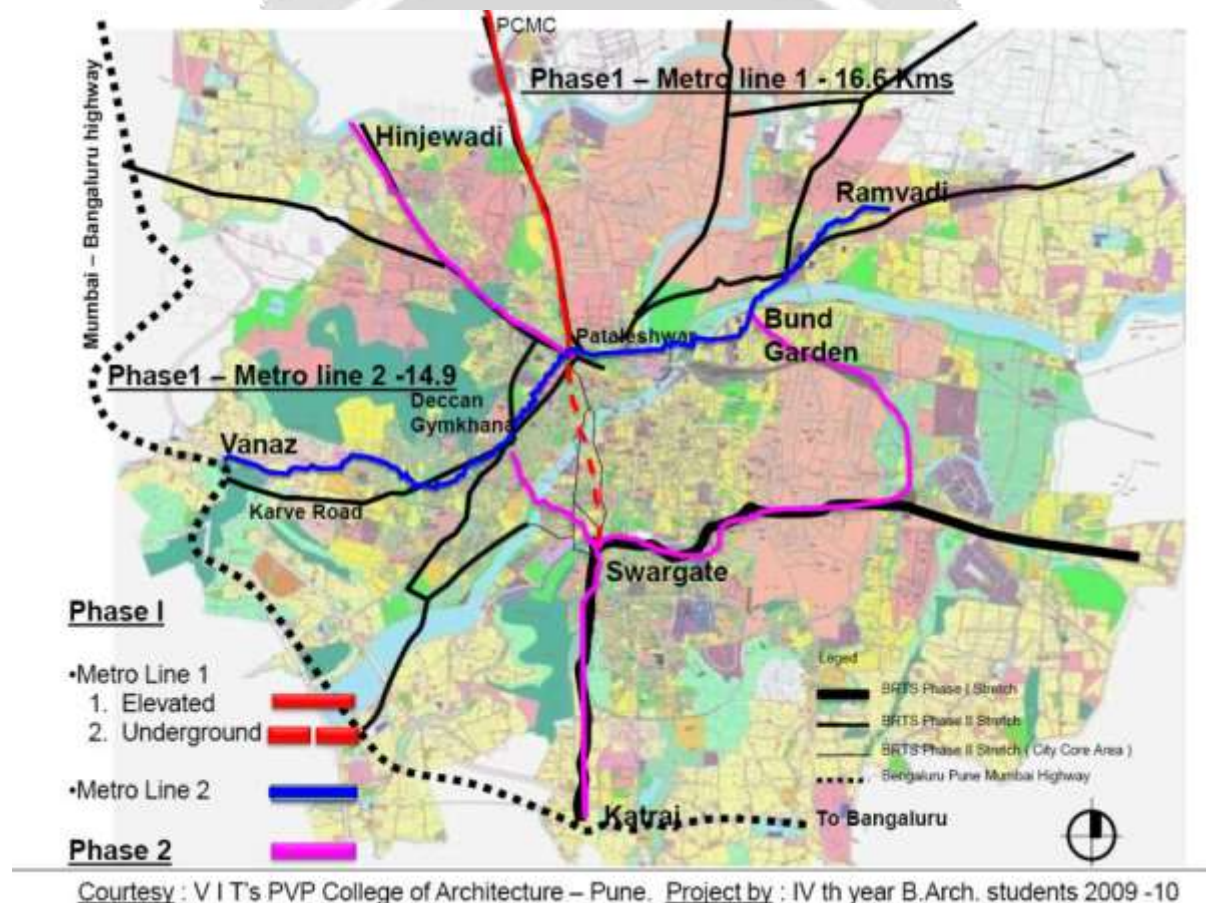 PCMC
Phase1 – Metro line 1 - 16.6 Kms
Hinjewadi
Mumbai – Bangaluru highway
Ramvadi
Pataleshwar
Bund
Garden
Phase1 – Metro line 2 -14.9
Deccan
Gymkhana
Vanaz
Karve Road
Swargate
Phase I
•Metro Line 1
1. Elevated
2. Underground
•Metro Line 2
Phase 2
Katraj
Leged
BRTS Phase I Stretch
BRTS Phase II Stretch
BRTS Phase II Stretch ( City Core Area )
Bengaluru Pune Mumbai Highway
To Bangaluru
Courtesy : V I T's PVP College of Architecture – Pune. Project by : IV th year B.Arch. students 2009 -10